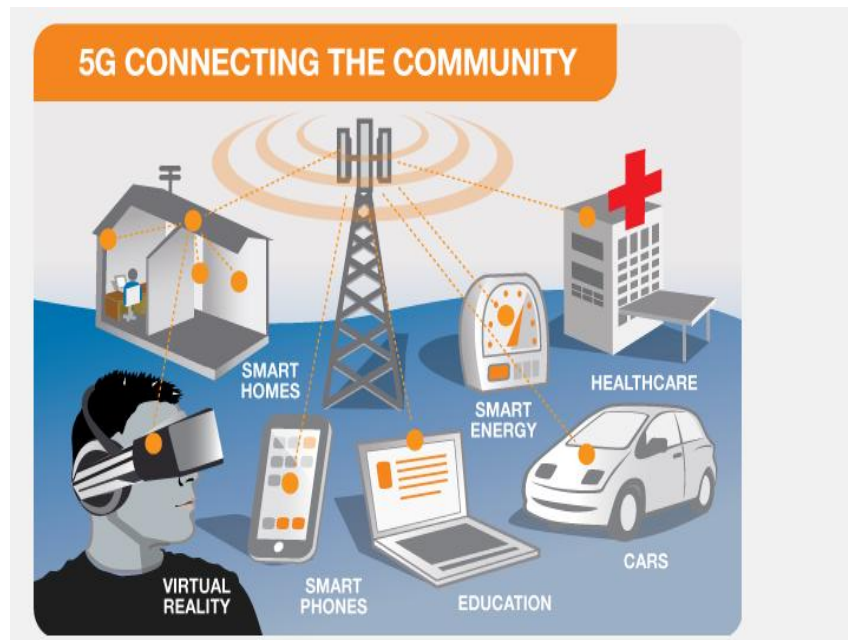 5G CONNECTING THE COMMUNITY
SMART
HOMES
SMART
ENERGY
HEALTHCARE
CARS
VIRTUAL
REALITY
SMART
PHONES
EDUCATION